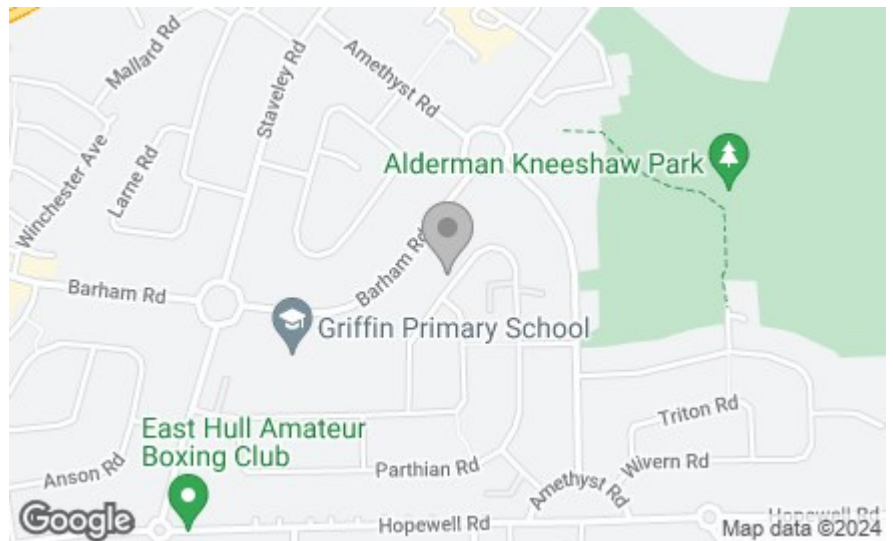 Mallard Rd
Staveley Rd
Amethyst Rd
Alderman Kneeshaw Park
Winchester Ave
Larne Rd
Barham Rd
Barham Rd
Griffin Primary School
Triton Rd
East Hull Amateur
Boxing Club
Anson Rd
Parthian Rd
Wivern Rd
Amethyst Rd
Hopewell Rd
Hopewell Rd
Google
Map data ©2024